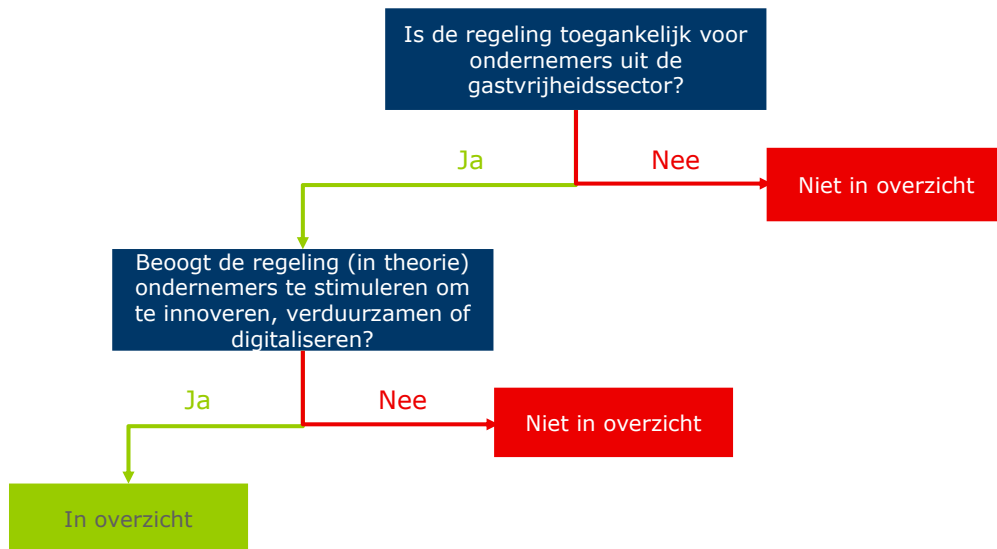 Is de regeling toegankelijk voor
ondernemers uit de
gastvrijheidssector?
Ja
Nee
Niet in overzicht
Beoogt de regeling (in theorie)
ondernemers te stimuleren om
te innoveren, verduurzamen of
digitaliseren?
Ja
Nee
Niet in overzicht
In overzicht